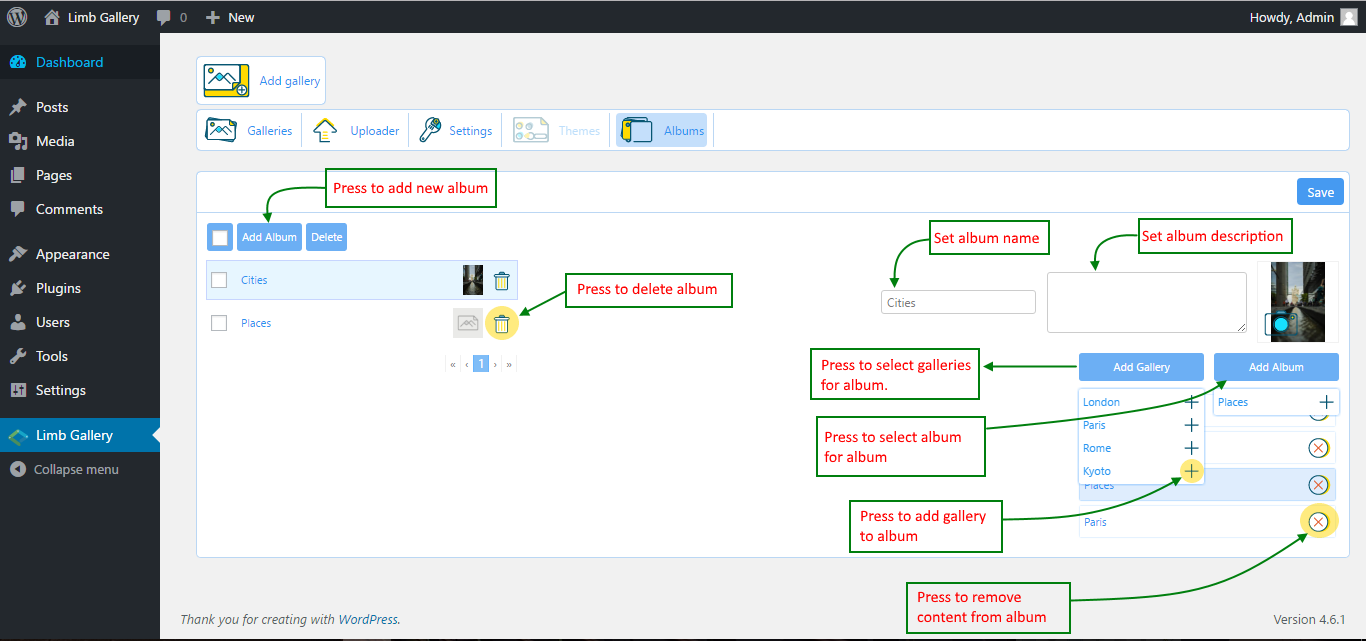 Limb Gallery
0
New
Howdy, Admin
Dashboard
Posts
Media
Pages
Comments
Appearance
Plugins
Users
Tools
Settings
Limb Gallery
Collapse menu
Add gallery
Galleries
Uploader
Settings
Themes
Albums
Press to add new album
Save
Add Album
Delete
Cities
Places
« ‹ 1 › »
Press to delete album
Set album name
Set album description
Cities
Press to select galleries
for album.
Add Gallery
Add Album
London
Paris
Rome
Kyoto
Places
Press to select album
for album
Places
Paris
Press to add gallery
to album
Press to remove
content from album
Thank you for creating with WordPress.
Version 4.6.1